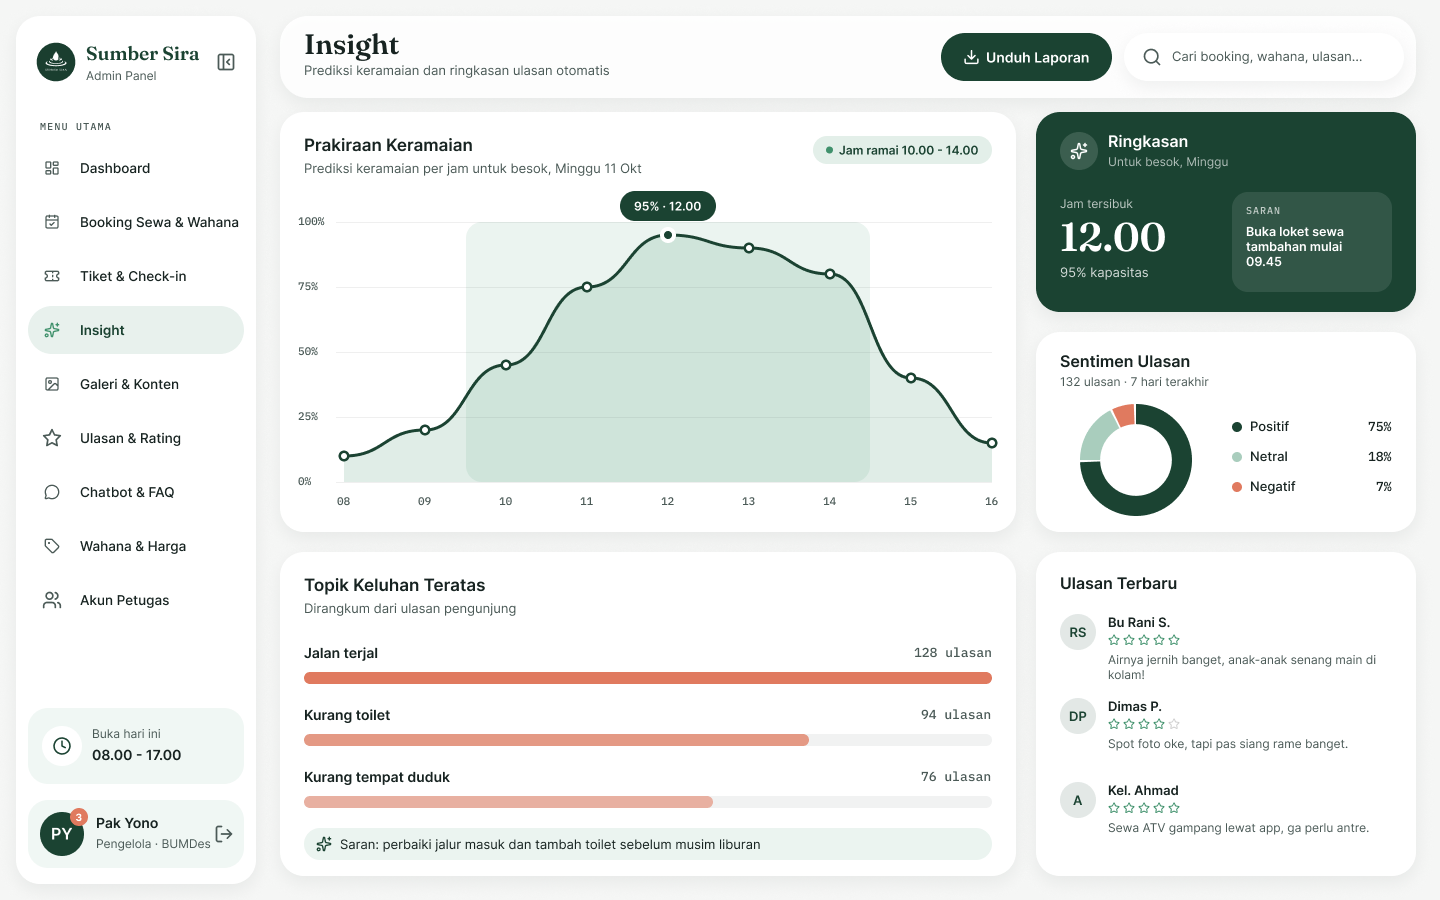 Sumber Sira
Admin Panel
MENU UTAMA
Dashboard
Booking Sewa & Wahana
Tiket & Check-in
Insight
Galeri & Konten
Ulasan & Rating
Chatbot & FAQ
Wahana & Harga
Akun Petugas
Buka hari ini
08.00 - 17.00
PY
3
Pak Yono
Pengelola · BUMDes
Insight
Prediksi keramaian dan ringkasan ulasan otomatis
Unduh Laporan
Cari booking, wahana, ulasan...
Prakiraan Keramaian
Prediksi keramaian per jam untuk besok, Minggu 11 Okt
Jam ramai 10.00 - 14.00
95% · 12.00
100%
75%
50%
25%
0%
08 09 10 11 12 13 14 15 16
Ringkasan
Untuk besok, Minggu
Jam tersibuk
12.00
95% kapasitas
SARAN
Buka loket sewa
tambahan mulai
09.45
Sentimen Ulasan
132 ulasan · 7 hari terakhir
Positif 75%
Netral 18%
Negatif 7%
Topik Keluhan Teratas
Dirangkum dari ulasan pengunjung
Jalan terjal 128 ulasan
Kurang toilet 94 ulasan
Kurang tempat duduk 76 ulasan
Saran: perbaiki jalur masuk dan tambah toilet sebelum musim liburan
Ulasan Terbaru
RS
Bu Rani S.
Airnya jernih banget, anak-anak senang main di
kolam!
DP
Dimas P.
Spot foto oke, tapi pas siang rame banget.
A
Kel. Ahmad
Sewa ATV gampang lewat app, ga perlu antre.